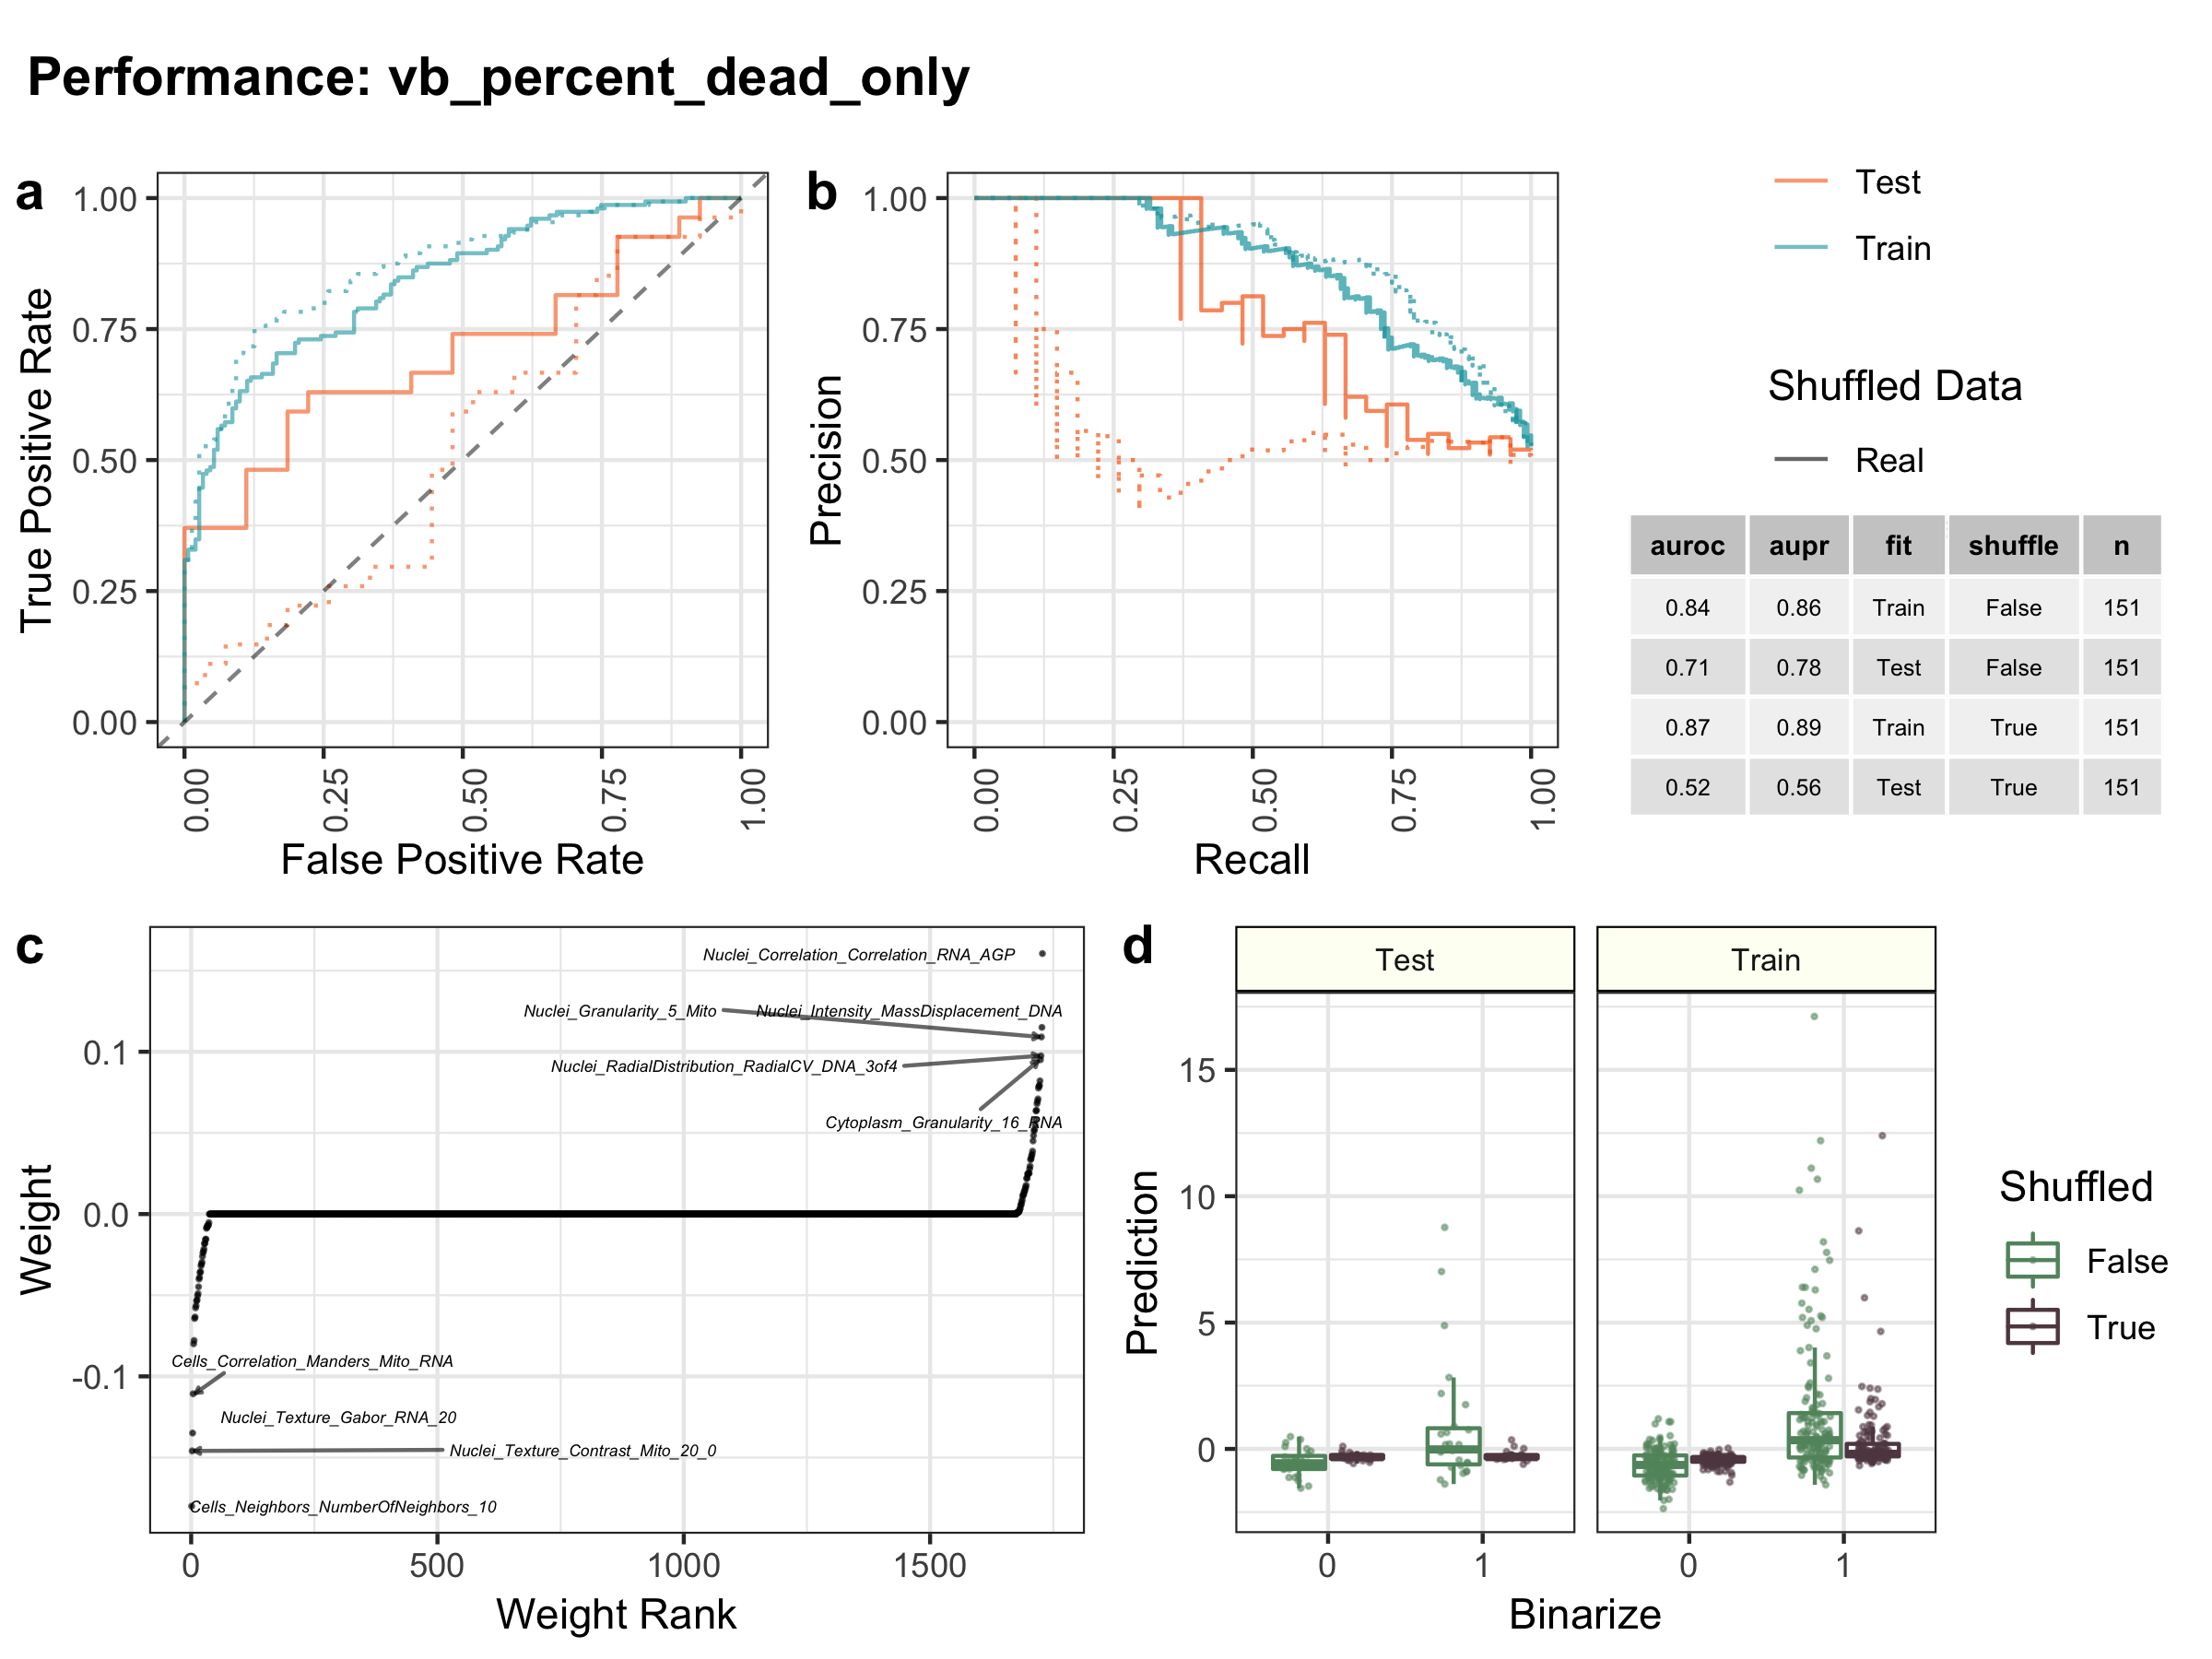 Performance: vb_percent_dead_only
a
1.00
0.75
0.50
0.25
0.00
True Positive Rate
0.00 0.25 0.50 0.75 1.00
False Positive Rate
b
1.00
0.75
0.50
0.25
0.00
Precision
0.00 0.25 0.50 0.75 1.00
Recall
Test
Train
Shuffled Data
Real
auroc aupr fit shuffle n
0.84 0.86 Train False 151
0.71 0.78 Test False 151
0.87 0.89 Train True 151
0.52 0.56 Test True 151
c
Nuclei_Correlation_Correlation_RNA_AGP
Nuclei_Granularity_5_Mito
Nuclei_Intensity_MassDisplacement_DNA
Nuclei_RadialDistribution_RadialCV_DNA_3of4
Cytoplasm_Granularity_16_RNA
Cells_Correlation_Manders_Mito_RNA
Nuclei_Texture_Gabor_RNA_20
Nuclei_Texture_Contrast_Mito_20_0
Cells_Neighbors_NumberOfNeighbors_10
0.1
0.0
-0.1
Weight
0 500 1000 1500
Weight Rank
d
Test Train
15
10
5
0
Prediction
0 1 0 1
Binarize
Shuffled
False
True